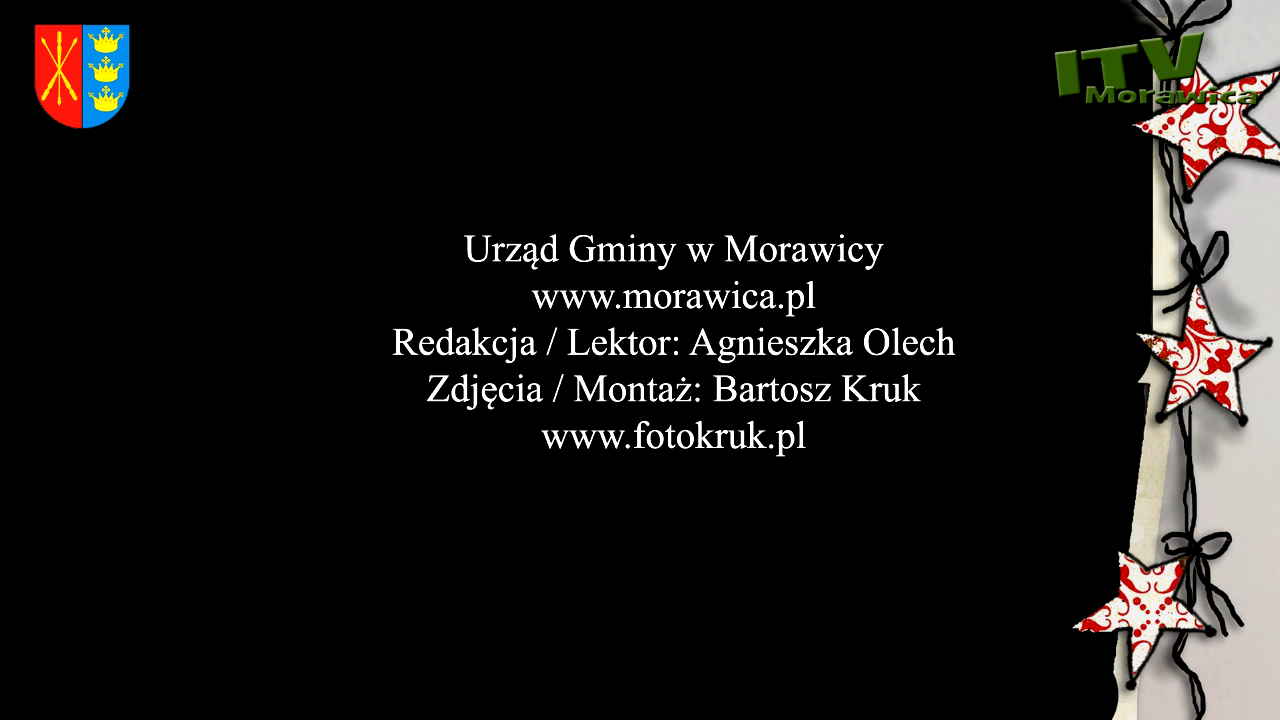 ITV
Morawica
Urząd Gminy w Morawicy
www.morawica.pl
Redakcja / Lektor: Agnieszka Olech
Zdjęcia / Montaż: Bartosz Kruk
www.fotokruk.pl